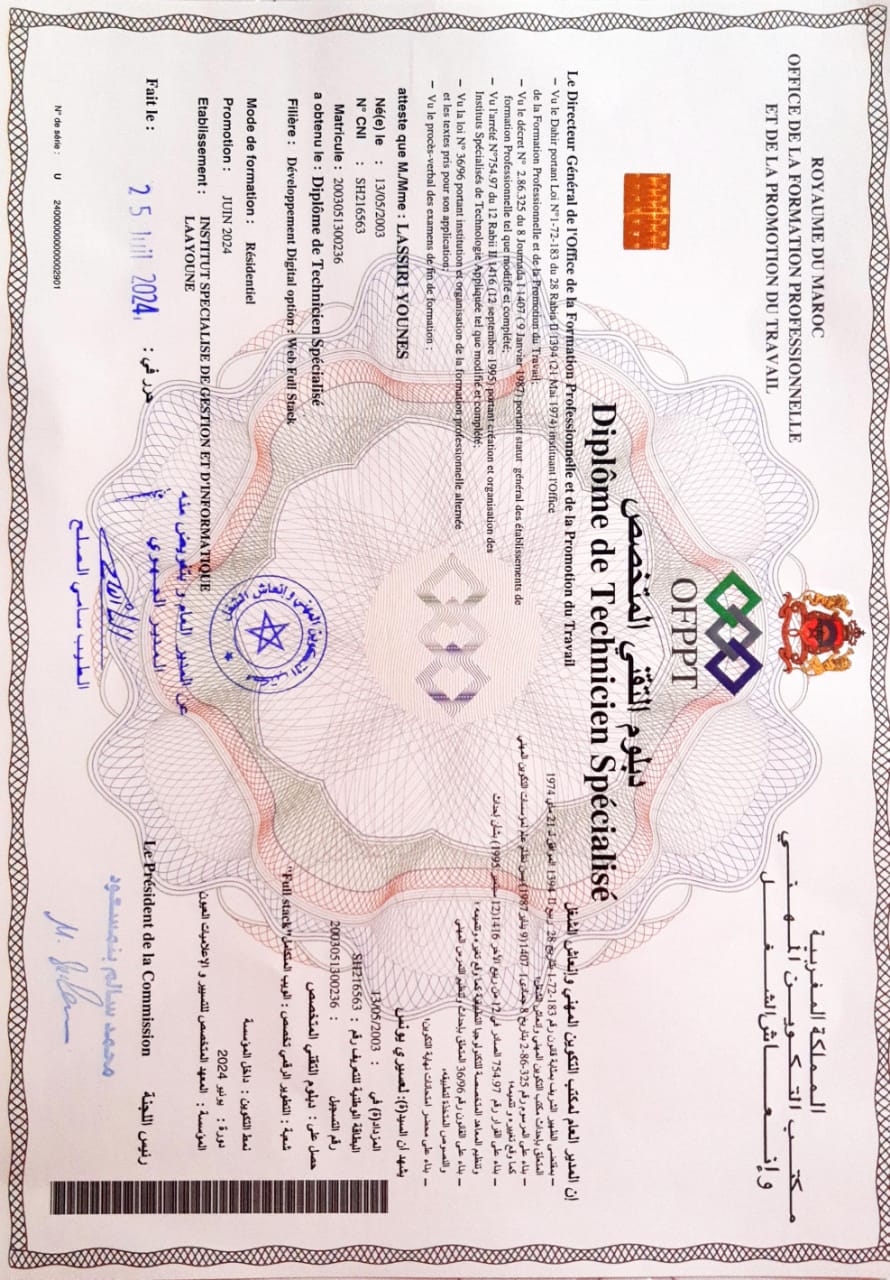 ROYAUME DU MAROC
OFFICE DE LA FORMATION PROFESSIONNELLE
ET DE LA PROMOTION DU TRAVAIL
المملكة المغربية
مكتب التكوين المهني
وإنعاش الشغل
OFPPT
دبلوم التقني المتخصص
Diplôme de Technicien Spécialisé
Le Directeur Général de l'Office de la Formation Professionnelle et de la Promotion du Travail
– Vu le Dahir portant Loi N°1-72-183 du 28 Rabia II 1394 (21 Mai 1974) instituant l'Office
de la Formation Professionnelle et de la Promotion du Travail;
– Vu le décret N° 2.86.325 du 8 Joumada I 1407 ( 9 Janvier 1987) portant statut général des établissements de
formation Professionnelle tel que modifié et complété;
– Vu l'arrêté N°754.97 du 12 Rabii II 1416 (12 septembre 1995) portant création et organisation des
Instituts Spécialisés de Technologie Appliquée tel que modifié et complété;
– Vu la loi N° 36/96 portant institution et organisation de la formation professionnelle alternée
et les textes pris pour son application;
– Vu le procès-verbal des examens de fin de formation :
إن المدير العام لمكتب التكوين المهني وإنعاش الشغل
– بمقتضى الظهير الشريف بمثابة قانون رقم 1-72-183 بتاريخ 28 ربيع II 1394 الموافق لـ 21 ماي 1974
المتعلق بإحداث مكتب التكوين المهني وإنعاش الشغل؛
– بناء على المرسوم رقم 2-86-325 بتاريخ 8 جمادى I 1407 (9 يناير 1987) بسن نظام عام لمؤسسات التكوين المهني
كما وقع تغييره و تتميمه؛
– بناء على القرار رقم 754.97 الصادر في 12 من ربيع الآخر 1416 (12 سبتمبر 1995) بشأن إحداث
وتنظيم المعاهد المتخصصة للتكنولوجيا التطبيقية كما وقع تغييره وتتميمه؛
– بناء على القانون رقم 36/96 المتعلق بإحداث وتنظيم التدرج المهني
والنصوص المتخذة لتطبيقه؛
– بناء على محضر امتحانات نهاية التكوين؛
atteste que M./Mme : LASSIRI YOUNES
Né(e) le : 13/05/2003
N° CNI : SH216563
Matricule : 2003051300236
a obtenu le : Diplôme de Technicien Spécialisé
Filière : Développement Digital option : Web Full Stack
Mode de formation : Résidentiel
Promotion : JUIN 2024
Etablissement : INSTITUT SPECIALISE DE GESTION ET D'INFORMATIQUE
LAAYOUNE
يشهد أن السيد(ة): لعسيري يونس
المزداد(ة) في : 13/05/2003
البطاقة الوطنية للتعريف رقم : SH216563
رقم التسجيل : 2003051300236
حصل على : دبلوم التقني المتخصص
شعبة : التطوير الرقمي تخصص : الويب المتكامل "Full stack"
نمط التكوين : داخل المؤسسة
دورة : يونيو 2024
المؤسسة : المعهد المتخصص للتسيير و الإعلاميات العيون
Fait le : 25 Juil 2024 : حرر في
Le Président de la Commission رئيس اللجنة
عن المدير العام و بتفويض منه
المدير الجهوي
الطيب سامي المصلح
محمد سالم بنمسعود
N° de série : U 240000000000002901